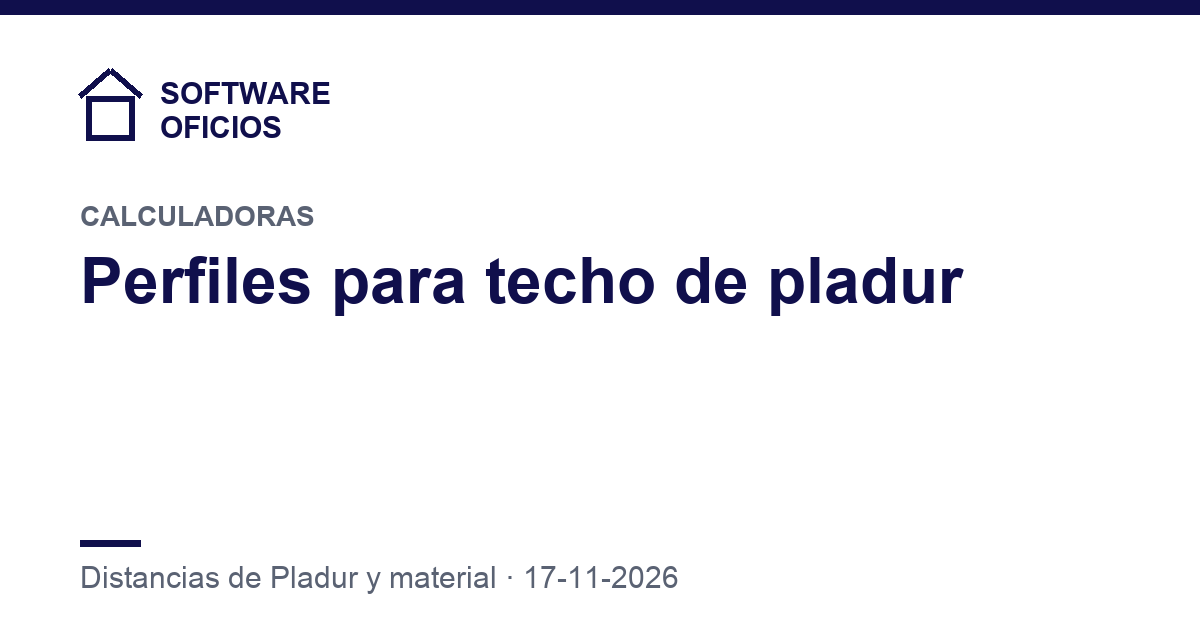 SOFTWARE
OFICIOS
CALCULADORAS
Perfiles para techo de pladur
Distancias de Pladur y material · 17-11-2026